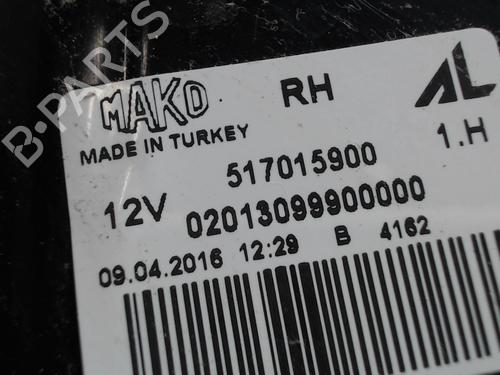 B-PARTS
MAKO RH AL
MADE IN TURKEY 1.H
517015900
12V 02013099900000
09.04.2016 12:29 B 4162